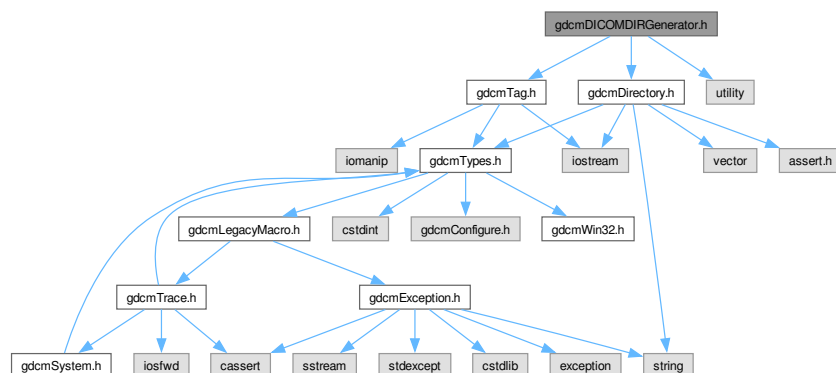 gdcmDICOMDIRGenerator.h
gdcmTag.h
gdcmDirectory.h
utility
iomanip
gdcmTypes.h
iostream
vector
assert.h
gdcmLegacyMacro.h
cstdint
gdcmConfigure.h
gdcmWin32.h
gdcmTrace.h
gdcmException.h
gdcmSystem.h
iosfwd
cassert
sstream
stdexcept
cstdlib
exception
string